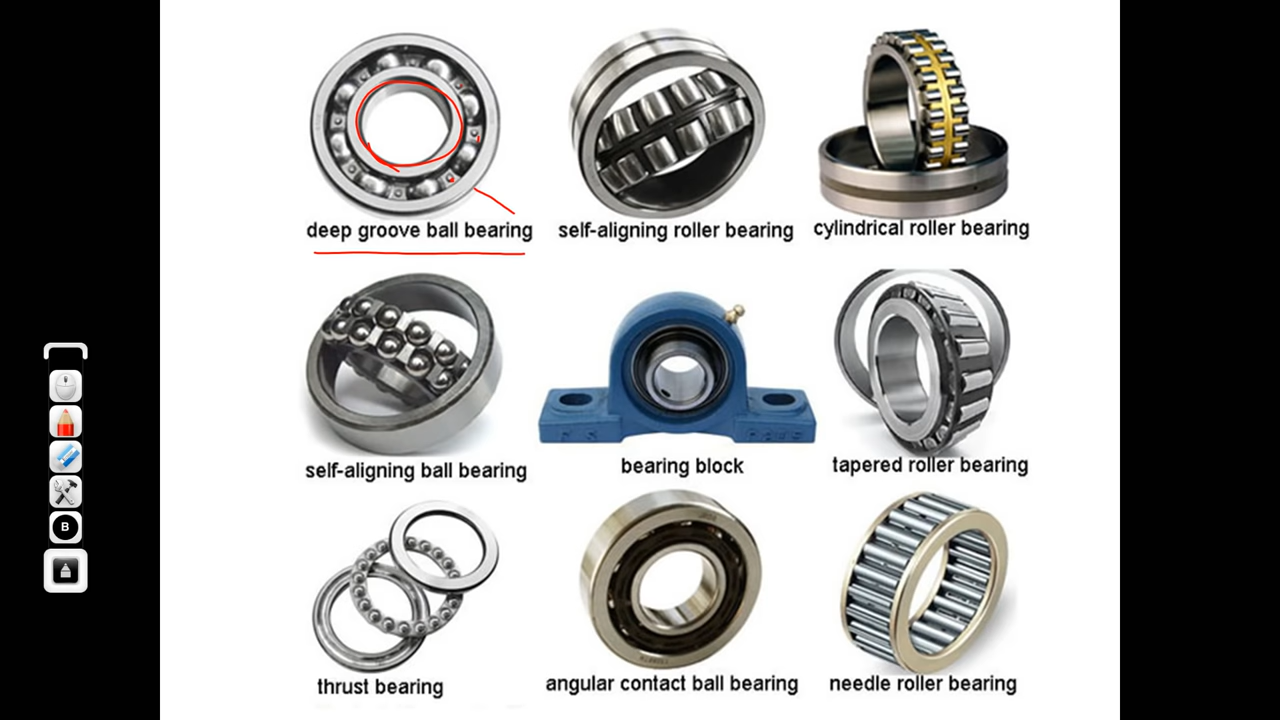 deep groove ball bearing
self-aligning roller bearing
cylindrical roller bearing
self-aligning ball bearing
bearing block
tapered roller bearing
thrust bearing
angular contact ball bearing
needle roller bearing
B